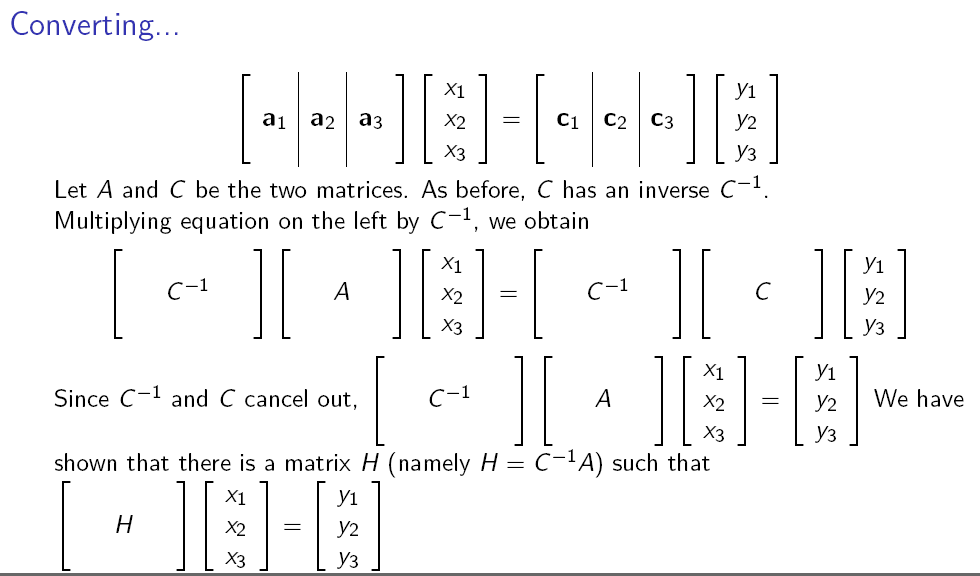 Converting...
[ a₁ | a₂ | a₃ ] [ x₁ x₂ x₃ ] = [ c₁ | c₂ | c₃ ] [ y₁ y₂ y₃ ]
Let A and C be the two matrices. As before, C has an inverse C⁻¹.
Multiplying equation on the left by C⁻¹, we obtain
[ C⁻¹ ] [ A ] [ x₁ x₂ x₃ ] = [ C⁻¹ ] [ C ] [ y₁ y₂ y₃ ]
Since C⁻¹ and C cancel out, [ C⁻¹ ] [ A ] [ x₁ x₂ x₃ ] = [ y₁ y₂ y₃ ] We have
shown that there is a matrix H (namely H = C⁻¹A) such that
[ H ] [ x₁ x₂ x₃ ] = [ y₁ y₂ y₃ ]